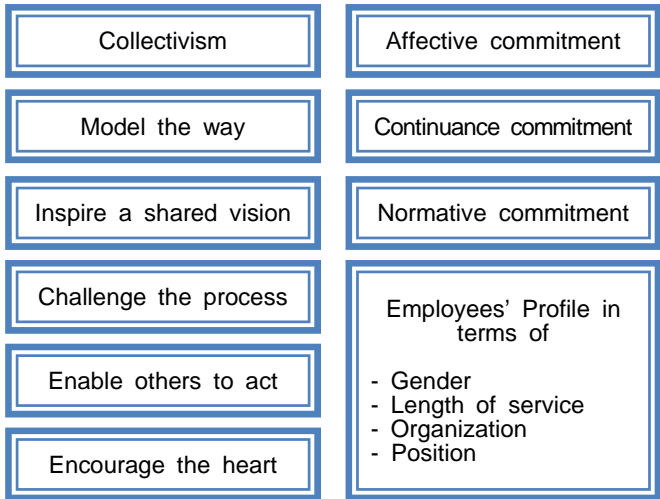 Collectivism
Model the way
Inspire a shared vision
Challenge the process
Enable others to act
Encourage the heart
Affective commitment
Continuance commitment
Normative commitment
Employees’ Profile in
terms of
- Gender
- Length of service
- Organization
- Position